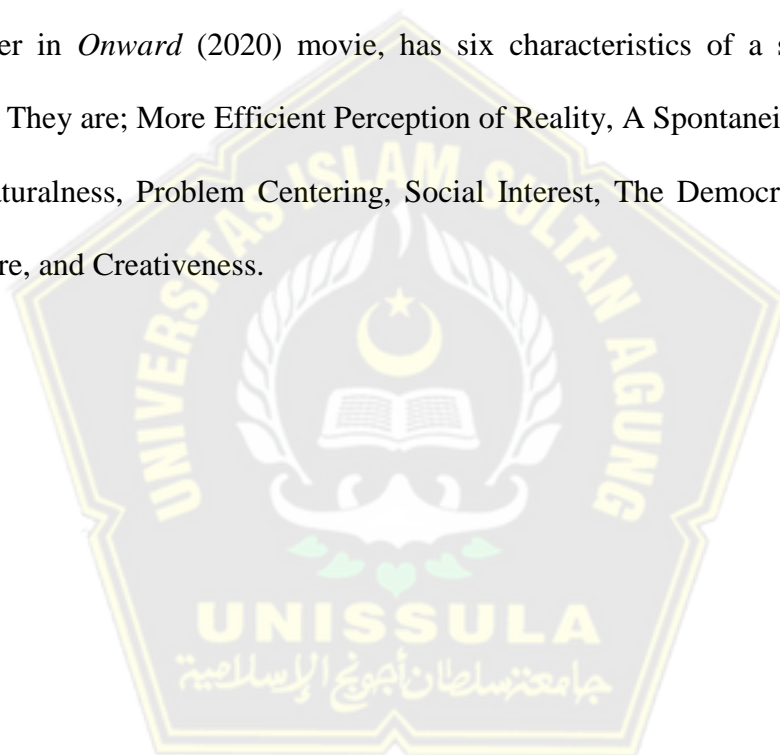 er in Onward (2020) movie, has six characteristics of a s
They are; More Efficient Perception of Reality, A Spontanei
aturalness, Problem Centering, Social Interest, The Democr
re, and Creativeness.
UNIVERSITAS ISLAM SULTAN AGUNG
UNISSULA
جامعة سلطان أجونج الإسلامية